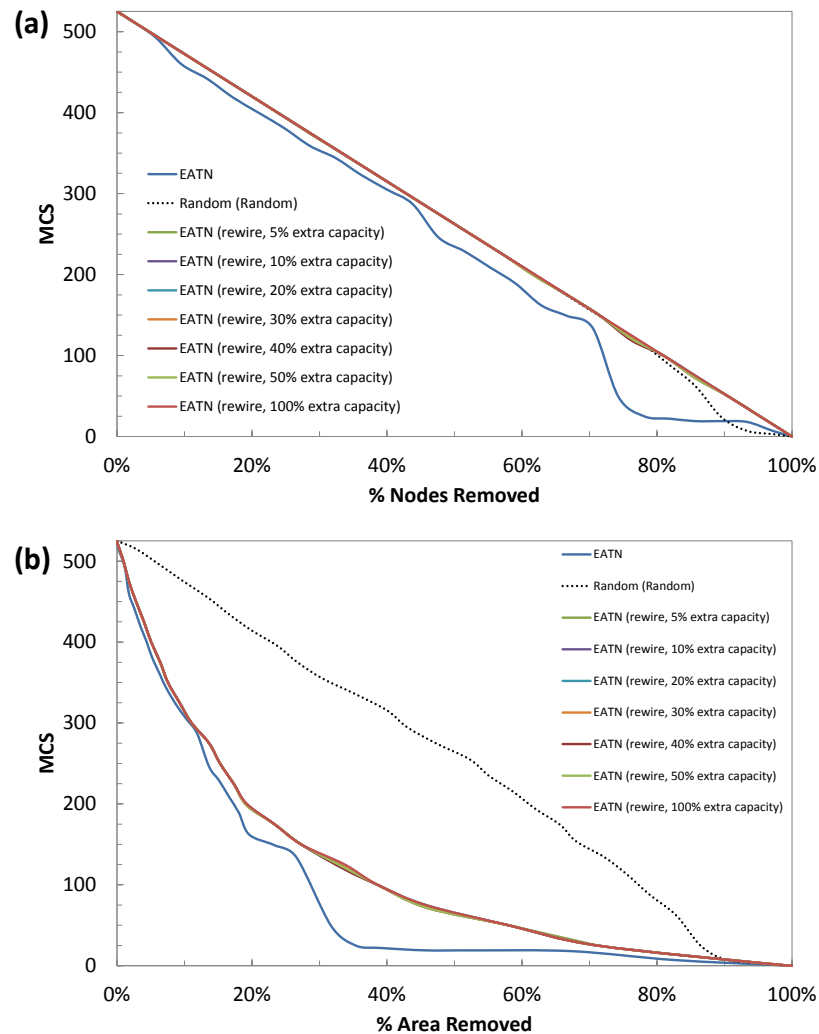 (a)
500
400
300
200
100
0
MCS
EATN
Random (Random)
EATN (rewire, 5% extra capacity)
EATN (rewire, 10% extra capacity)
EATN (rewire, 20% extra capacity)
EATN (rewire, 30% extra capacity)
EATN (rewire, 40% extra capacity)
EATN (rewire, 50% extra capacity)
EATN (rewire, 100% extra capacity)
0% 20% 40% 60% 80% 100%
% Nodes Removed
(b)
500
400
300
200
100
0
MCS
EATN
Random (Random)
EATN (rewire, 5% extra capacity)
EATN (rewire, 10% extra capacity)
EATN (rewire, 20% extra capacity)
EATN (rewire, 30% extra capacity)
EATN (rewire, 40% extra capacity)
EATN (rewire, 50% extra capacity)
EATN (rewire, 100% extra capacity)
0% 20% 40% 60% 80% 100%
% Area Removed